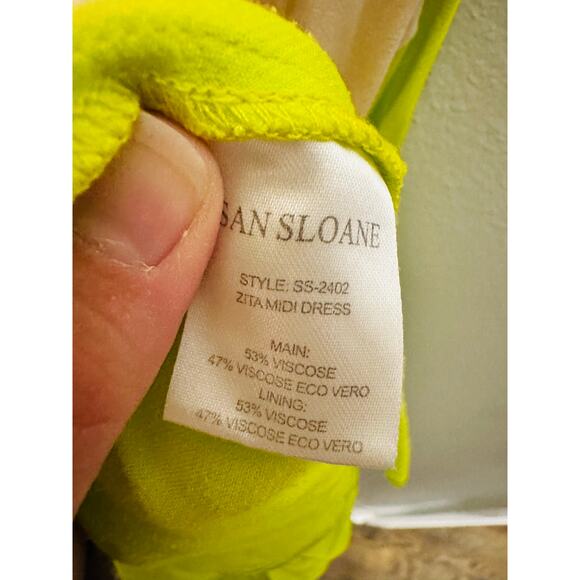 SAN SLOANE
STYLE: SS-2402
ZITA MIDI DRESS
MAIN:
53% VISCOSE
47% VISCOSE ECO VERO
LINING:
53% VISCOSE
47% VISCOSE ECO VERO